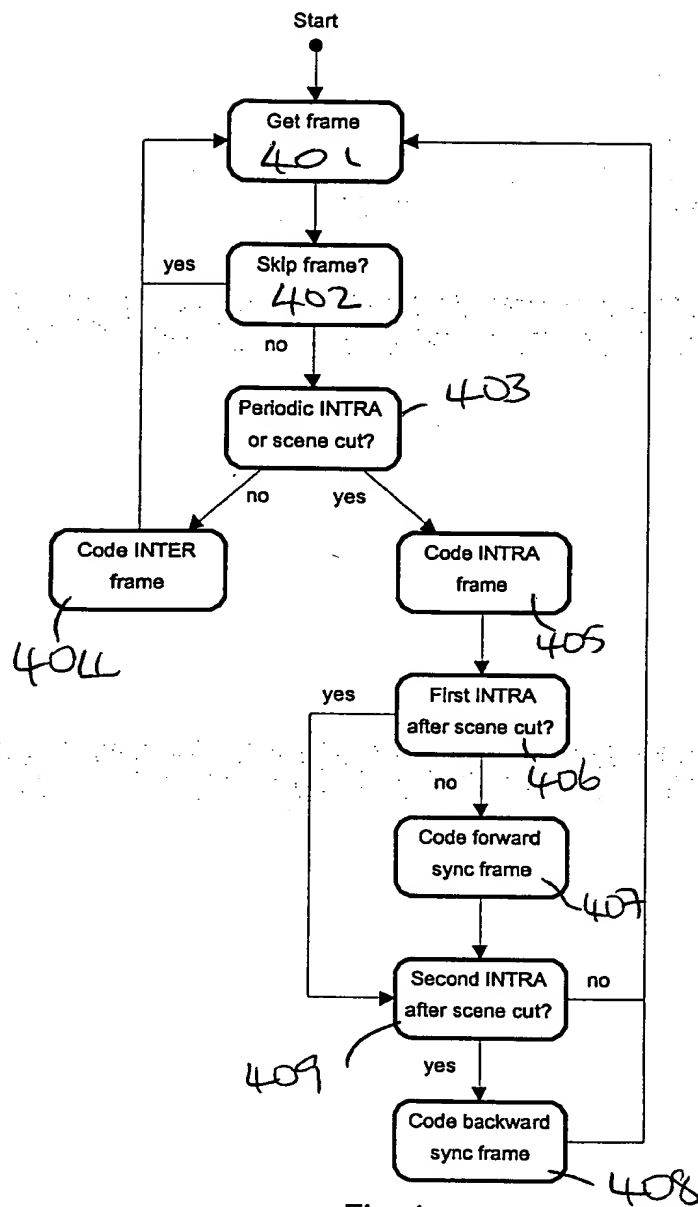 Start
Get frame
401
Skip frame?
402
yes
no
Periodic INTRA
or scene cut?
403
no
yes
Code INTER
frame
404
Code INTRA
frame
405
First INTRA
after scene cut?
406
yes
no
Code forward
sync frame
407
Second INTRA
after scene cut?
409
no
yes
Code backward
sync frame
408